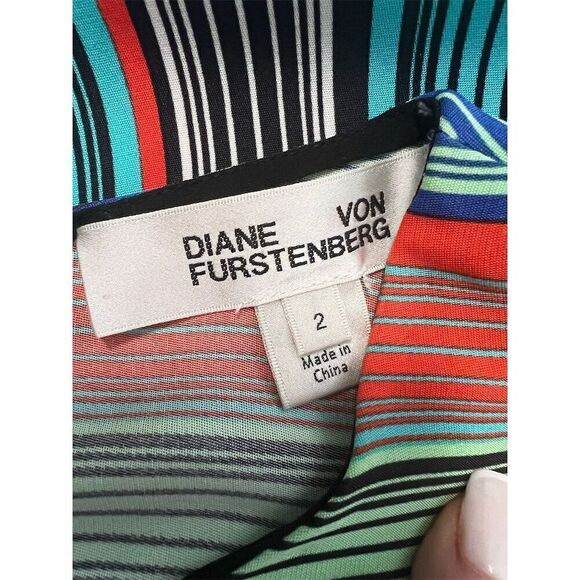 DIANE VON
FURSTENBERG
2
Made in
China